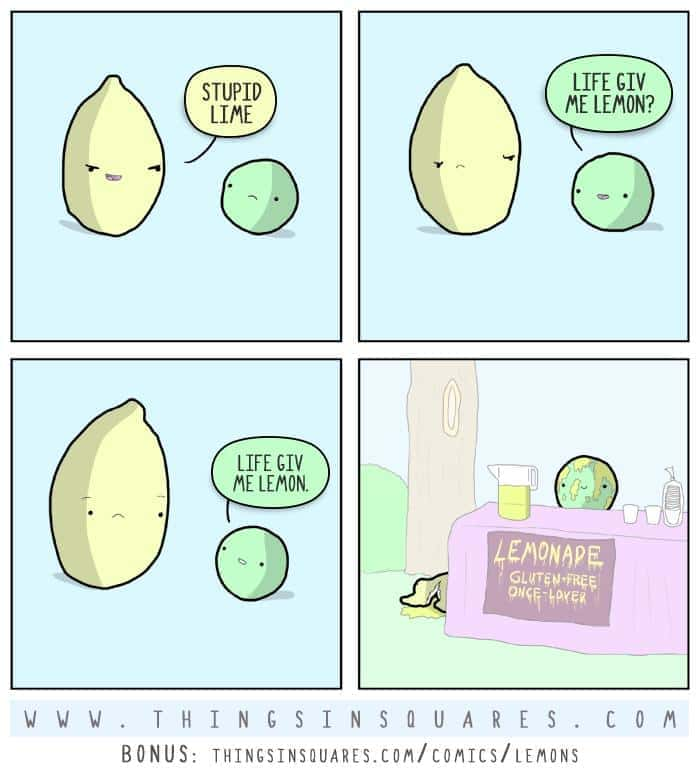 STUPID
LIME
LIFE GIV
ME LEMON?
LIFE GIV
ME LEMON.
LEMONADE
GLUTEN-FREE
ONCE-LOVER
WWW.THINGSINSQUARES.COM
BONUS: THINGSINSQUARES.COM/COMICS/LEMONS